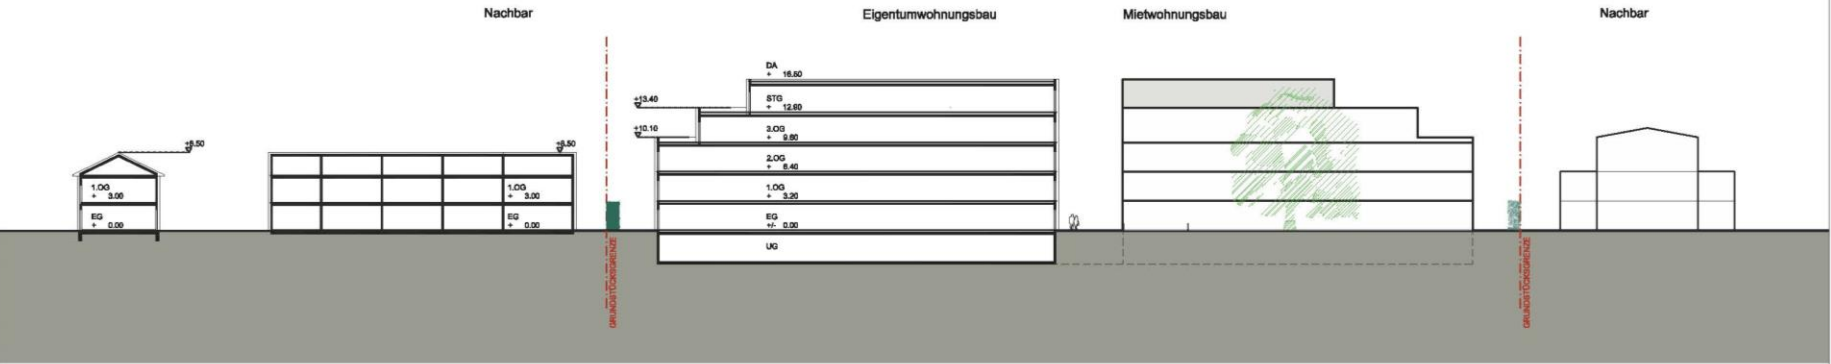 Nachbar
Eigentumwohnungsbau
Mietwohnungsbau
Nachbar
DA
+ 16.50
+13.40
STG
+ 12.80
+10.10
3.OG
+ 9.60
+8.50
+8.50
2.OG
+ 6.40
1.OG
+ 3.00
1.OG
+ 3.00
1.OG
+ 3.20
EG
+ 0.00
EG
+ 0.00
EG
+/- 0.00
UG
GRUNDSTÜCKSGRENZE
GRUNDSTÜCKSGRENZE